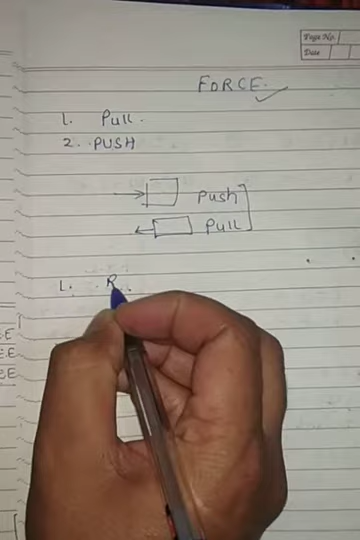 Page No.
Date
FORCE.
1. Pull.
2. PUSH
Push
Pull
1. R